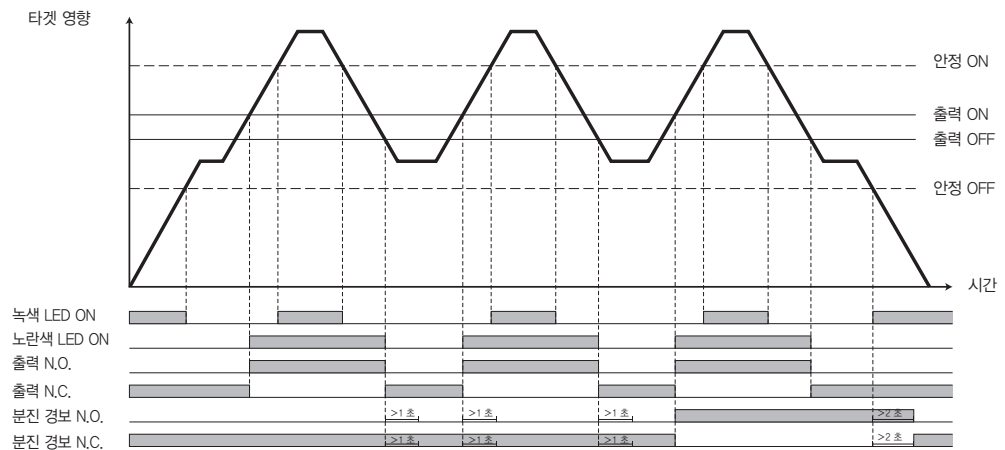 타겟 영향
안정 ON
출력 ON
출력 OFF
안정 OFF
시간
녹색 LED ON
노란색 LED ON
출력 N.O.
출력 N.C.
분진 경보 N.O. >1 초 >1 초 >1 초 >2 초
분진 경보 N.C. >1 초 >1 초 >1 초 >2 초